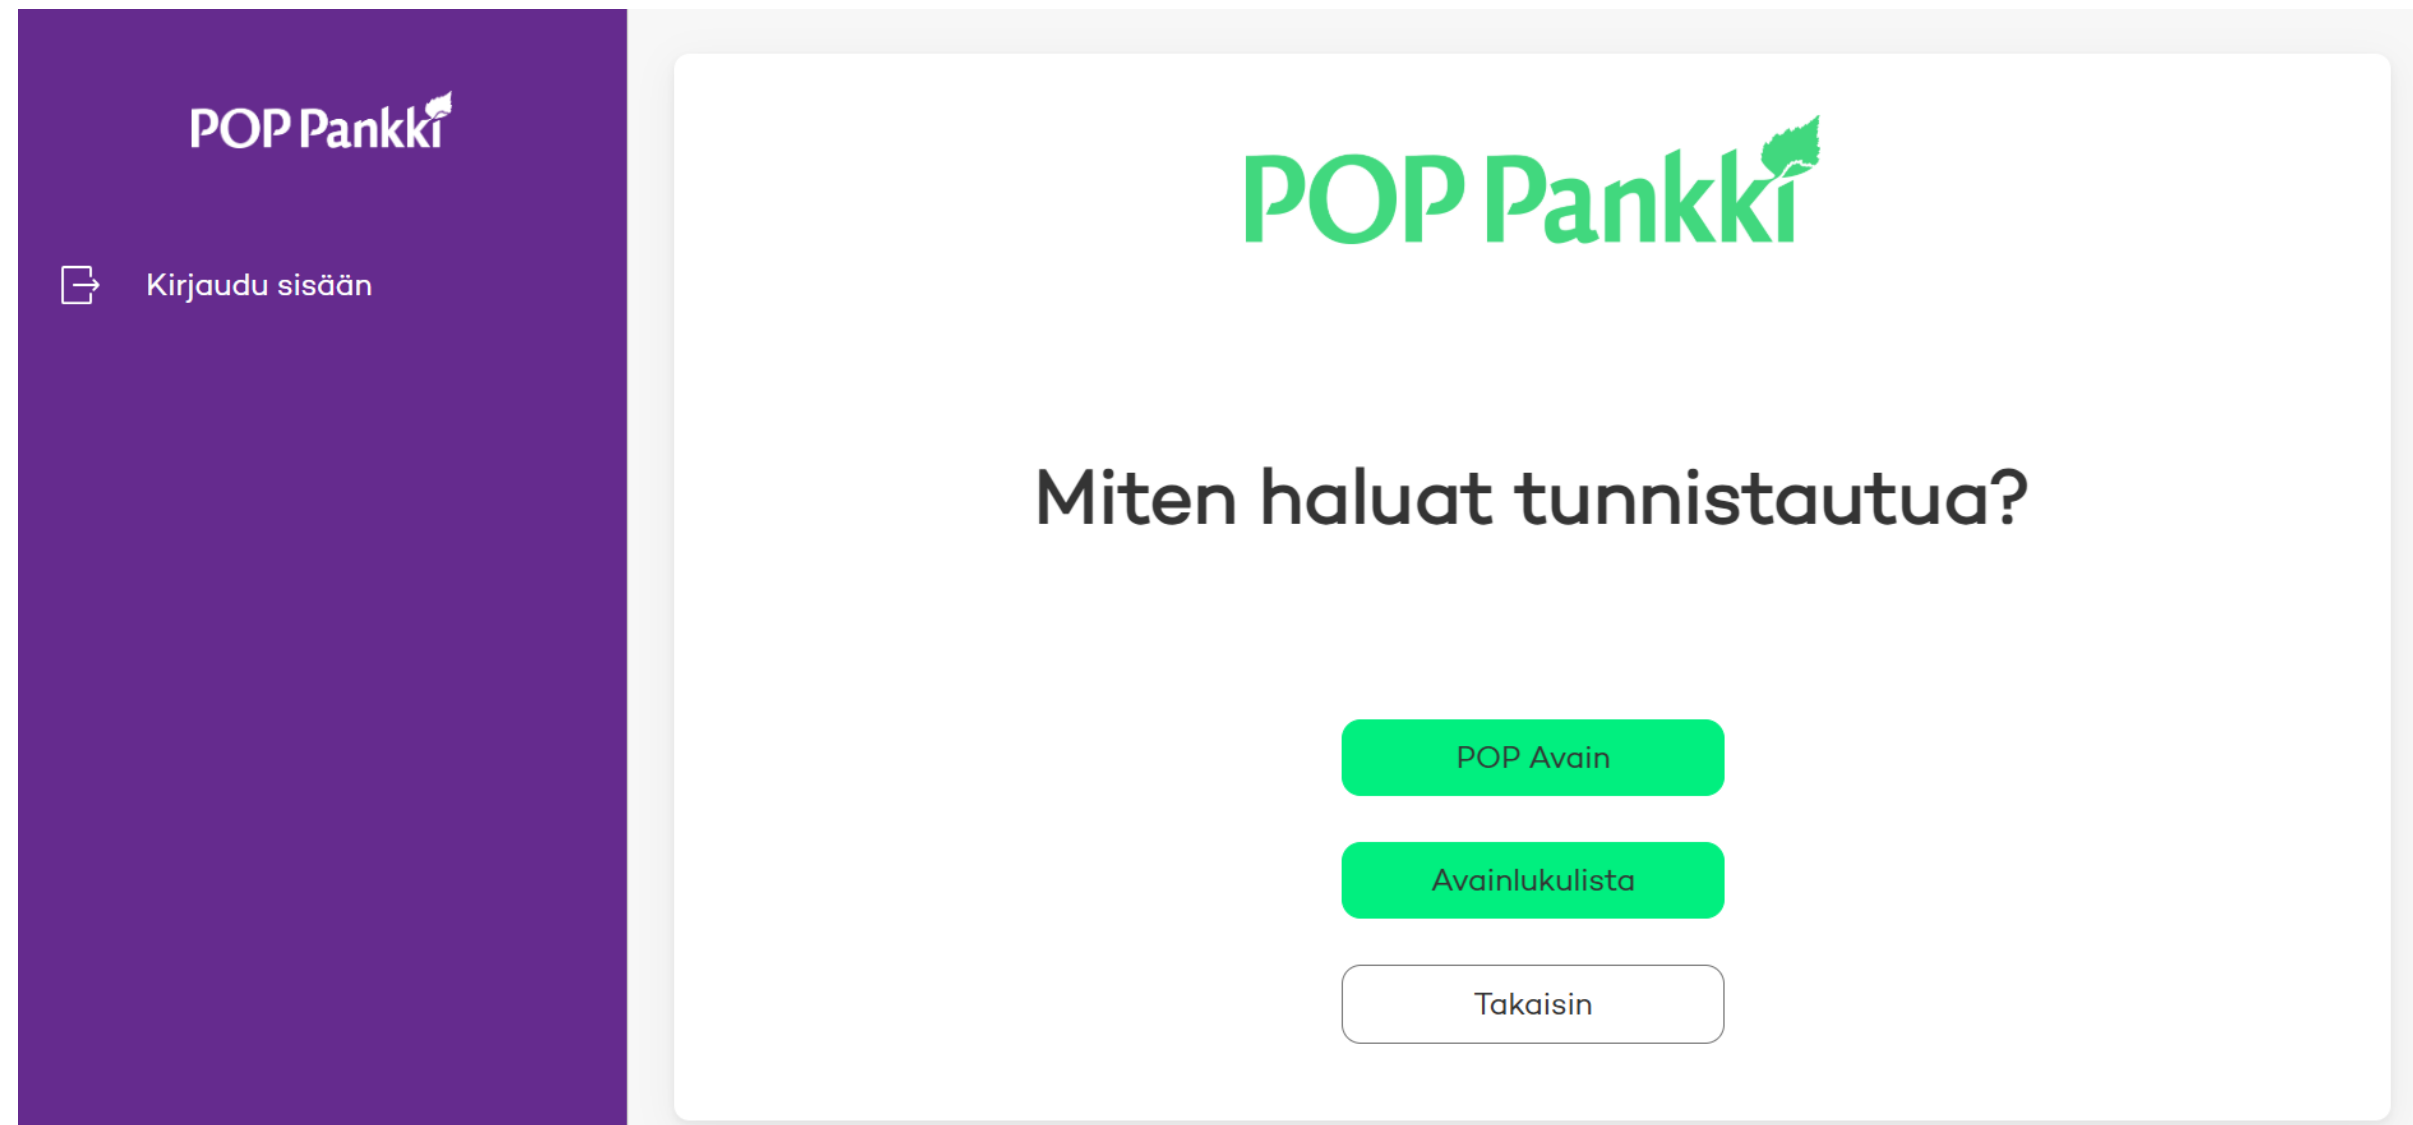 POP Pankki
Kirjaudu sisään
POP Pankki
Miten haluat tunnistautua?
POP Avain
Avainlukulista
Takaisin